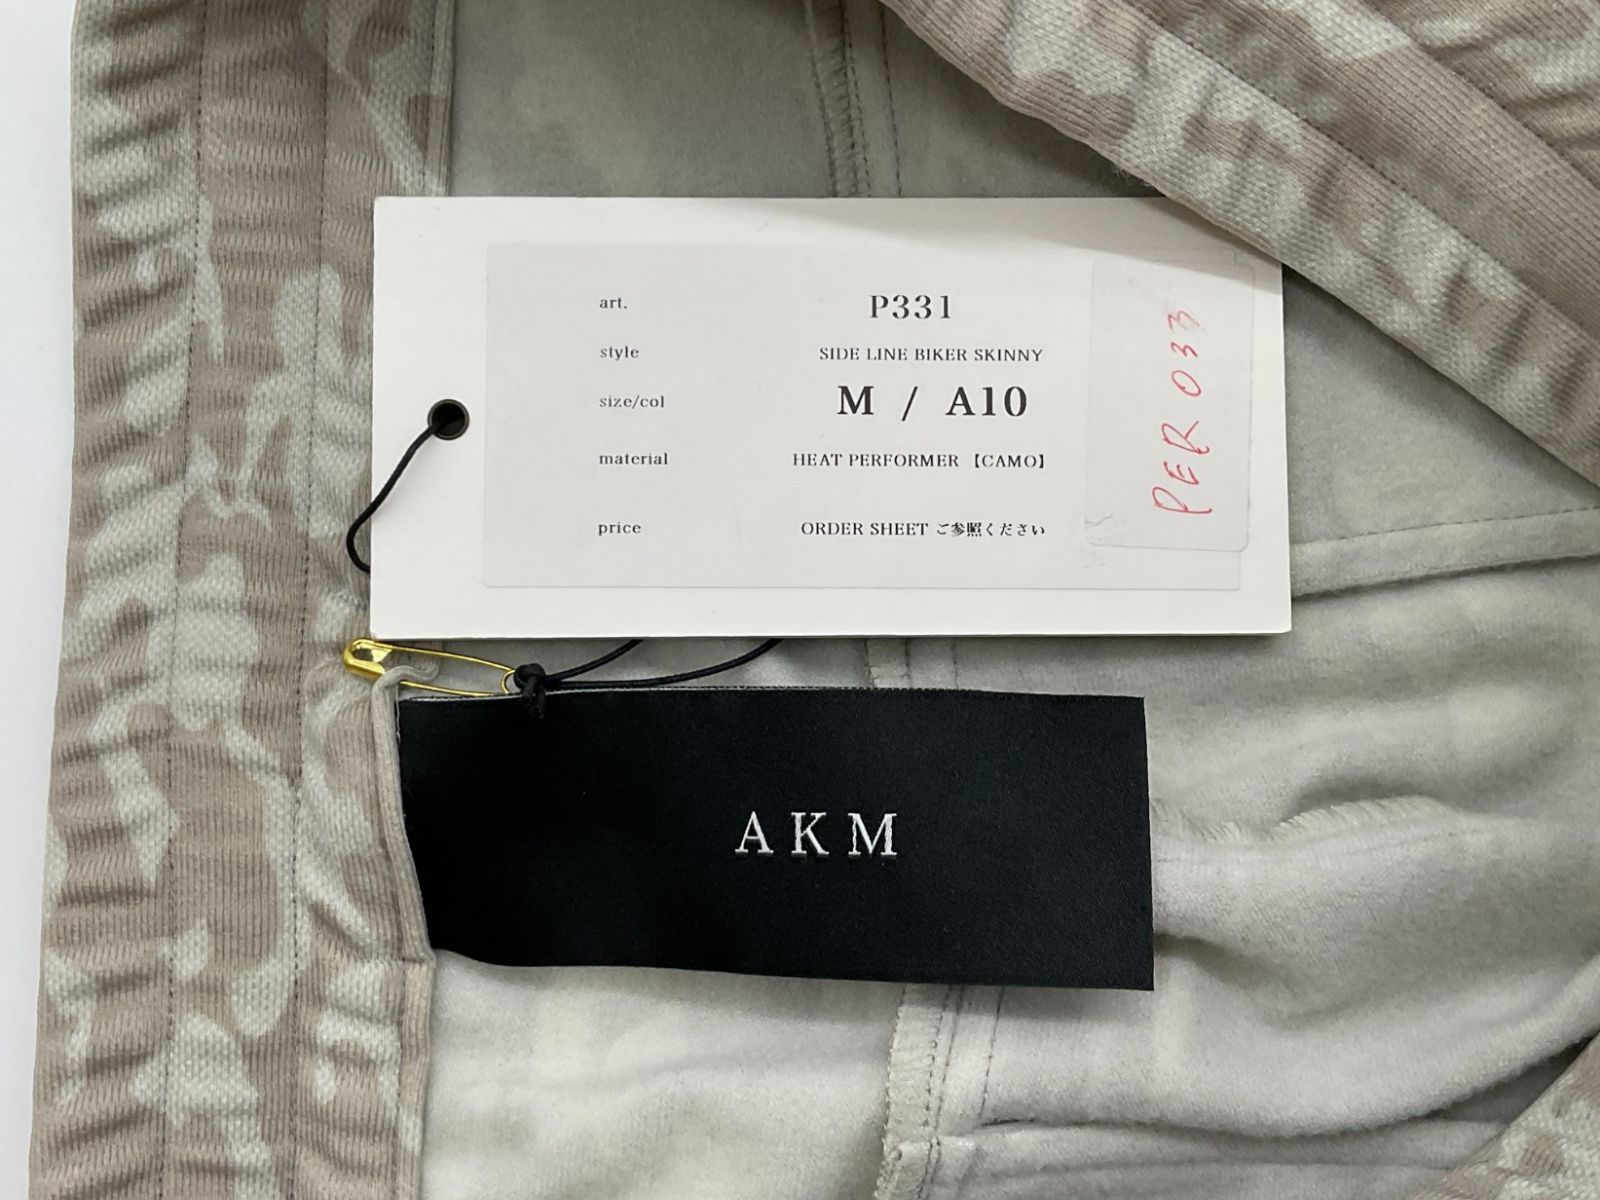 art. P331
style SIDE LINE BIKER SKINNY
size/col M / A10
material HEAT PERFORMER 【CAMO】
price ORDER SHEET ご参照ください
PER 033
AKM